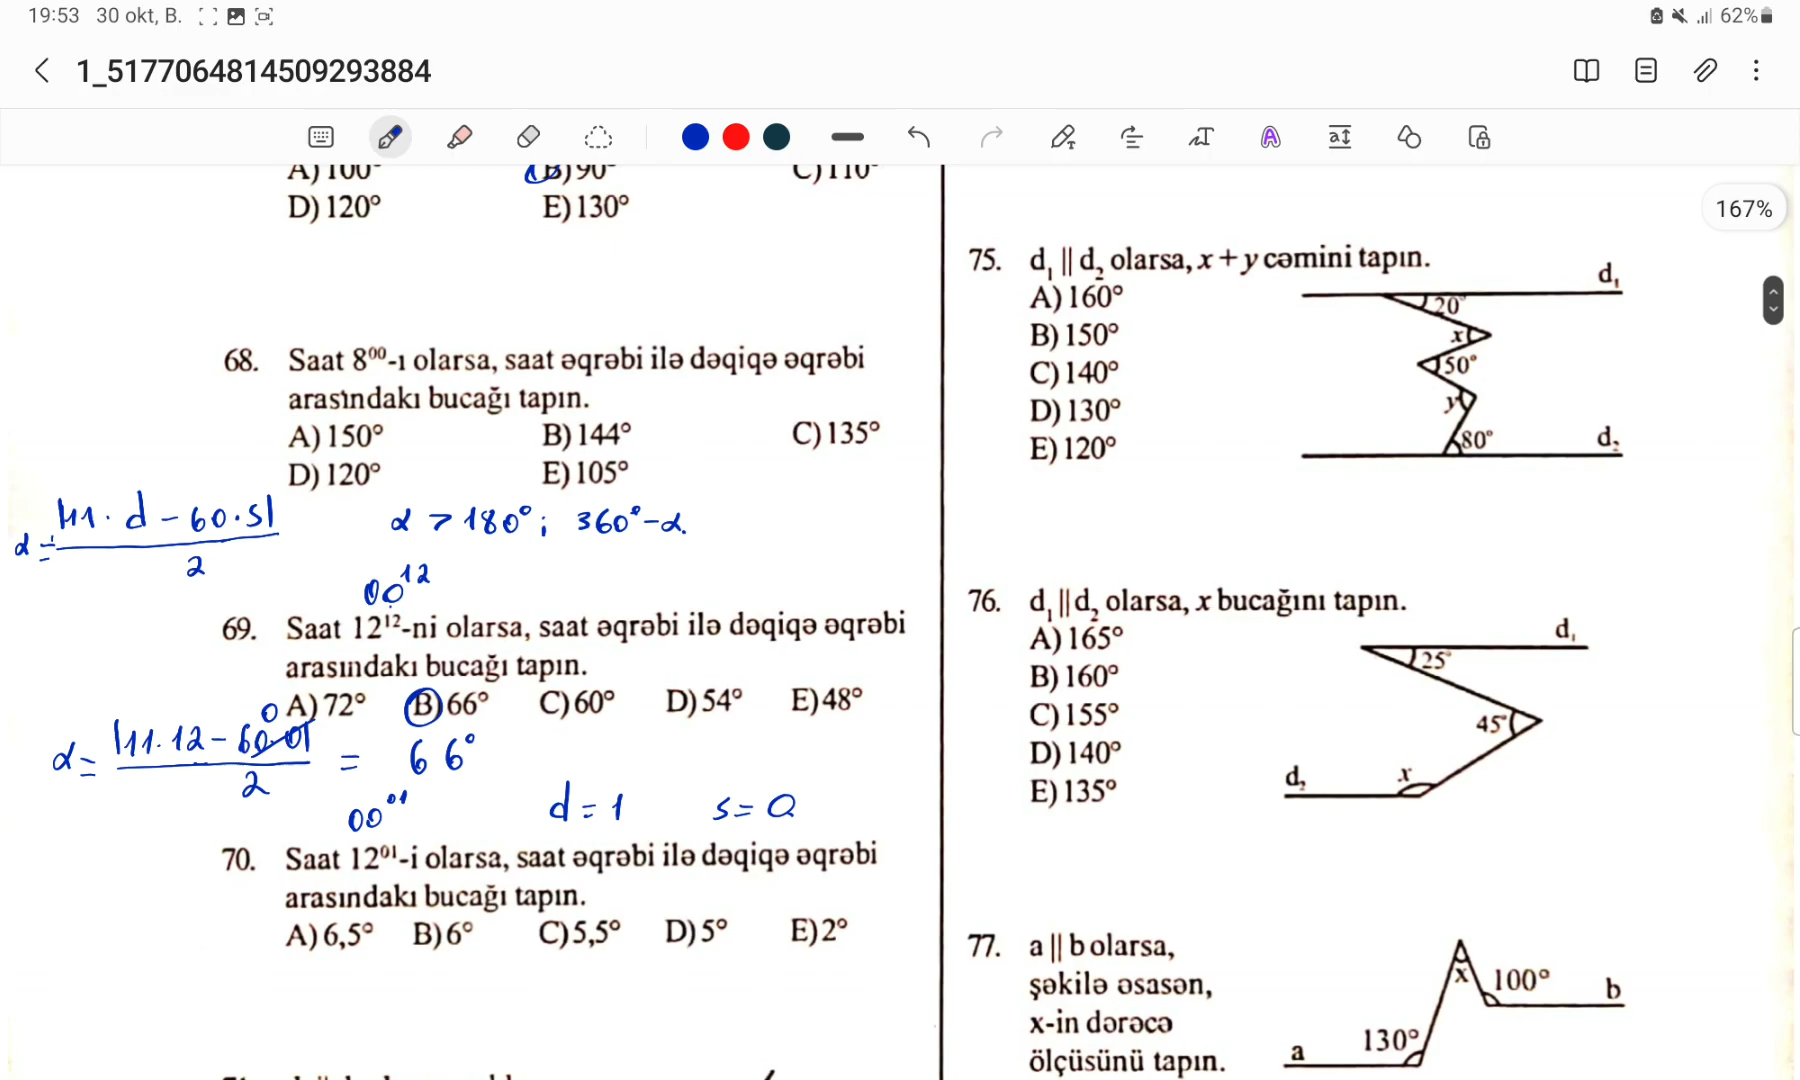 19:53 30 okt, B.
62%
1_5177064814509293884
167%
A) 100° B) 90° C) 110°
D) 120° E) 130°
68. Saat 8⁰⁰-ı olarsa, saat əqrəbi ilə dəqiqə əqrəbi
arasındakı bucağı tapın.
A) 150° B) 144° C) 135°
D) 120° E) 105°
α = |11·d − 60·s| / 2
α > 180°; 360° − α.
00¹²
69. Saat 12¹²-ni olarsa, saat əqrəbi ilə dəqiqə əqrəbi
arasındakı bucağı tapın.
A) 72° B) 66° C) 60° D) 54° E) 48°
0
α = |11·12 − 60·0| / 2 = 66°
00⁰¹ d = 1 s = 0
70. Saat 12⁰¹-i olarsa, saat əqrəbi ilə dəqiqə əqrəbi
arasındakı bucağı tapın.
A) 6,5° B) 6° C) 5,5° D) 5° E) 2°
75. d₁ || d₂ olarsa, x + y cəmini tapın.
A) 160°
B) 150°
C) 140°
D) 130°
E) 120°
d₁
20°
x
50°
y
80°
d₂
76. d₁ || d₂ olarsa, x bucağını tapın.
A) 165°
B) 160°
C) 155°
D) 140°
E) 135°
d₁
25°
45°
d₂
x
77. a || b olarsa,
şəkilə əsasən,
x-in dərəcə
ölçüsünü tapın.
x
100°
b
130°
a